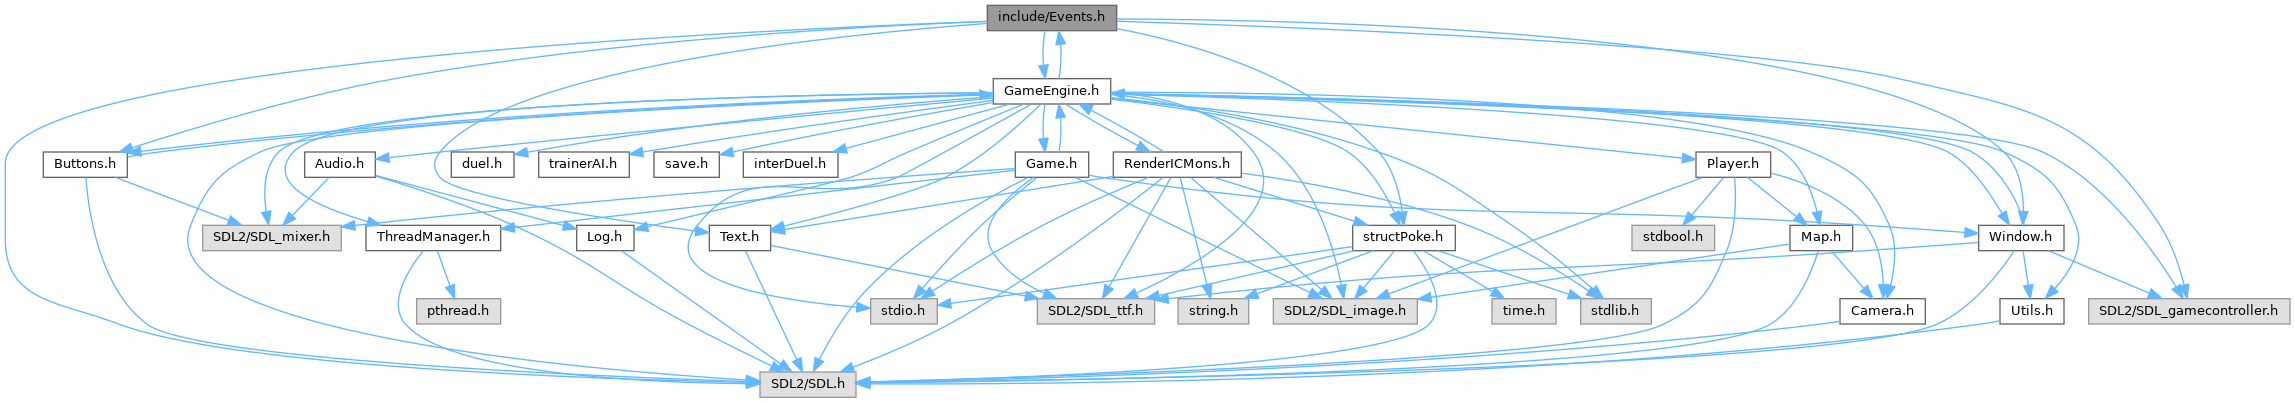 include/Events.h
GameEngine.h
Buttons.h
Audio.h
duel.h
trainerAI.h
save.h
interDuel.h
Game.h
RenderICMons.h
Player.h
SDL2/SDL_mixer.h
ThreadManager.h
Log.h
Text.h
structPoke.h
stdbool.h
Map.h
Window.h
pthread.h
stdio.h
SDL2/SDL_ttf.h
string.h
SDL2/SDL_image.h
time.h
stdlib.h
Camera.h
Utils.h
SDL2/SDL_gamecontroller.h
SDL2/SDL.h